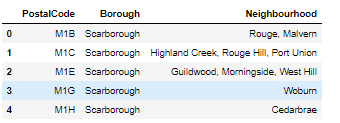 PostalCode Borough Neighbourhood
0 M1B Scarborough Rouge, Malvern
1 M1C Scarborough Highland Creek, Rouge Hill, Port Union
2 M1E Scarborough Guildwood, Morningside, West Hill
3 M1G Scarborough Woburn
4 M1H Scarborough Cedarbrae